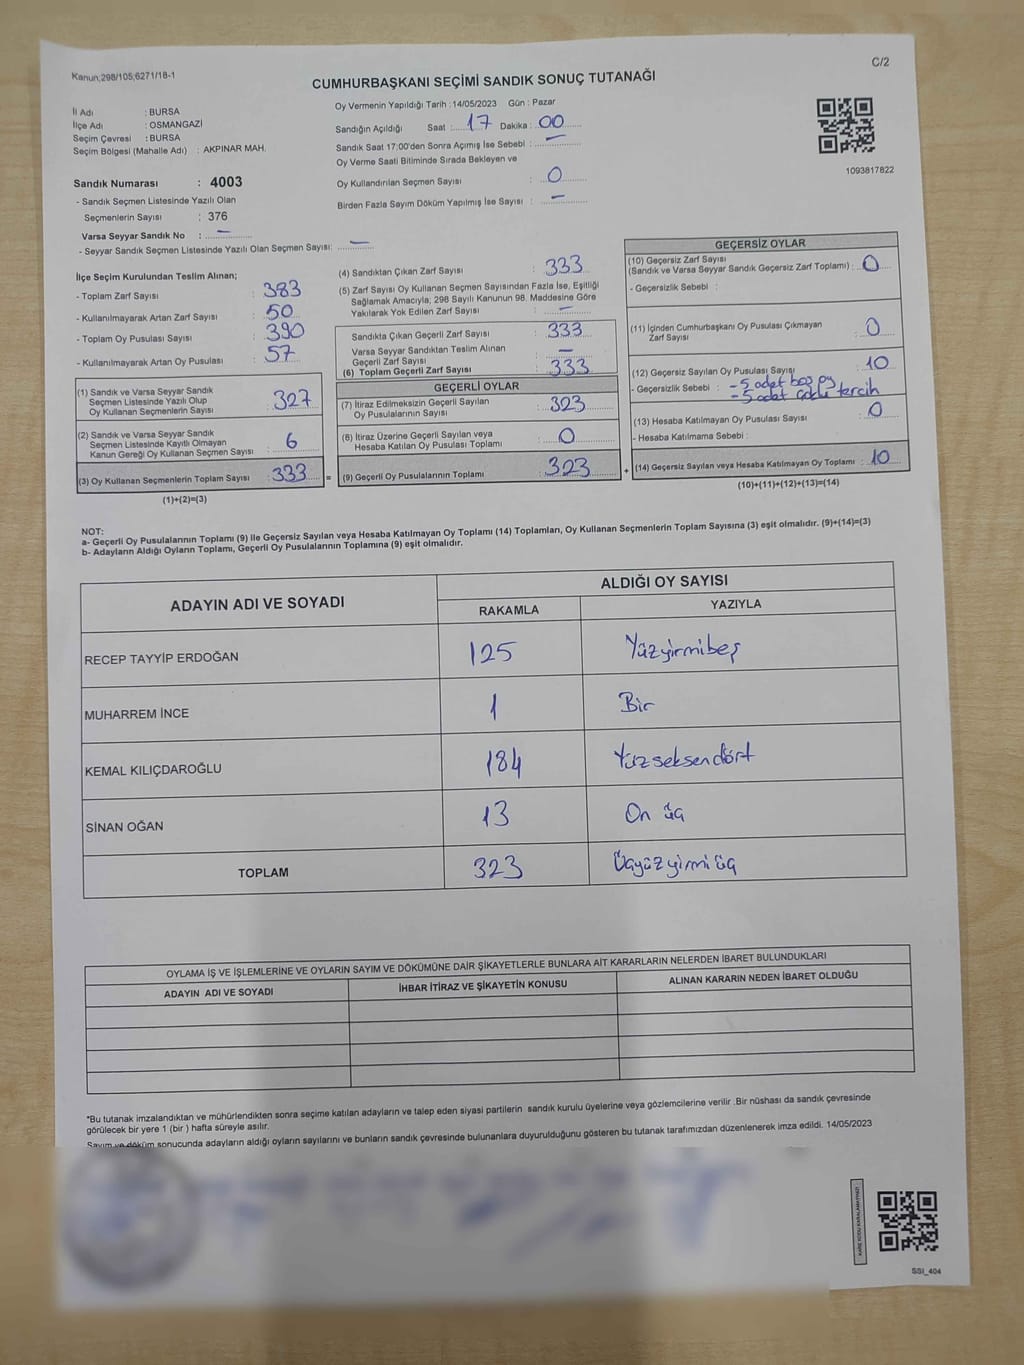 Kanun;298/105;6271/18-1
C/2
CUMHURBAŞKANI SEÇİMİ SANDIK SONUÇ TUTANAĞI
İl Adı : BURSA
İlçe Adı : OSMANGAZİ
Seçim Çevresi : BURSA
Seçim Bölgesi (Mahalle Adı) : AKPINAR MAH.
Oy Vermenin Yapıldığı Tarih : 14/05/2023 Gün : Pazar
Sandığın Açıldığı Saat : 17 Dakika : 00
Sandık Saat 17:00'den Sonra Açımış İse Sebebi : —
Oy Verme Saati Bitiminde Sırada Bekleyen ve
Oy Kullandırılan Seçmen Sayısı : 0
Birden Fazla Sayım Döküm Yapılmış İse Sayısı : —
1093817822
Sandık Numarası : 4003
- Sandık Seçmen Listesinde Yazılı Olan
Seçmenlerin Sayısı : 376
Varsa Seyyar Sandık No : —
- Seyyar Sandık Seçmen Listesinde Yazılı Olan Seçmen Sayısı: —
İlçe Seçim Kurulundan Teslim Alınan;
- Toplam Zarf Sayısı : 383
- Kullanılmayarak Artan Zarf Sayısı : 50
- Toplam Oy Pusulası Sayısı : 390
- Kullanılmayarak Artan Oy Pusulası : 57
(1) Sandık ve Varsa Seyyar Sandık
Seçmen Listesinde Yazılı Olup
Oy Kullanan Seçmenlerin Sayısı : 327
(2) Sandık ve Varsa Seyyar Sandık
Seçmen Listesinde Kayıtlı Olmayan
Kanun Gereği Oy Kullanan Seçmen Sayısı : 6
(3) Oy Kullanan Seçmenlerin Toplam Sayısı : 333
(1)+(2)=(3)
(4) Sandıktan Çıkan Zarf Sayısı : 333
(5) Zarf Sayısı Oy Kullanan Seçmen Sayısından Fazla İse, Eşitliği
Sağlamak Amacıyla; 298 Sayılı Kanunun 98. Maddesine Göre
Yakılarak Yok Edilen Zarf Sayısı : —
Sandıkta Çıkan Geçerli Zarf Sayısı : 333
Varsa Seyyar Sandıktan Teslim Alınan
Geçerli Zarf Sayısı : —
(6) Toplam Geçerli Zarf Sayısı : 333
GEÇERLİ OYLAR
(7) İtiraz Edilmeksizin Geçerli Sayılan
Oy Pusulasının Sayısı : 323
(8) İtiraz Üzerine Geçerli Sayılan veya
Hesaba Katılan Oy Pusulası Toplamı : 0
= (9) Geçerli Oy Pusulalarının Toplamı : 323
GEÇERSİZ OYLAR
(10) Geçersiz Zarf Sayısı
(Sandık ve Varsa Seyyar Sandık Geçersiz Zarf Toplamı) : 0
- Geçersizlik Sebebi :
(11) İçinden Cumhurbaşkanı Oy Pusulası Çıkmayan
Zarf Sayısı : 0
(12) Geçersiz Sayılan Oy Pusulası Sayısı : 10
- Geçersizlik Sebebi : - 5 adet boş oy
- 5 adet çoklu tercih
(13) Hesaba Katılmayan Oy Pusulası Sayısı : 0
- Hesaba Katılmama Sebebi :
+ (14) Geçersiz Sayılan veya Hesaba Katılmayan Oy Toplamı : 10
(10)+(11)+(12)+(13)=(14)
NOT:
a- Geçerli Oy Pusulalarının Toplamı (9) ile Geçersiz Sayılan veya Hesaba Katılmayan Oy Toplamı (14) Toplamları, Oy Kullanan Seçmenlerin Toplam Sayısına (3) eşit olmalıdır. (9)+(14)=(3)
b- Adayların Aldığı Oyların Toplamı, Geçerli Oy Pusulalarının Toplamına (9) eşit olmalıdır.
ADAYIN ADI VE SOYADI
ALDIĞI OY SAYISI
RAKAMLA YAZIYLA
RECEP TAYYİP ERDOĞAN 125 Yüzyirmibeş
MUHARREM İNCE 1 Bir
KEMAL KILIÇDAROĞLU 184 Yüzseksendört
SİNAN OĞAN 13 On üç
TOPLAM 323 Üçyüzyirmi üç
OYLAMA İŞ VE İŞLEMLERİNE VE OYLARIN SAYIM VE DÖKÜMÜNE DAİR ŞİKAYETLERLE BUNLARA AİT KARARLARIN NELERDEN İBARET BULUNDUKLARI
ADAYIN ADI VE SOYADI İHBAR İTİRAZ VE ŞİKAYETİN KONUSU ALINAN KARARIN NEDEN İBARET OLDUĞU
*Bu tutanak imzalandıktan ve mühürlendikten sonra seçime katılan adayların ve talep eden siyasi partilerin sandık kurulu üyelerine veya gözlemcilerine verilir .Bir nüshası da sandık çevresinde
görülecek bir yere 1 (bir ) hafta süreyle asılır.
Sayım ve döküm sonucunda adayların aldığı oyların sayılarını ve bunların sandık çevresinde bulunanlara duyurulduğunu gösteren bu tutanak tarafımızdan düzenlenerek imza edildi. 14/05/2023
SSI_404